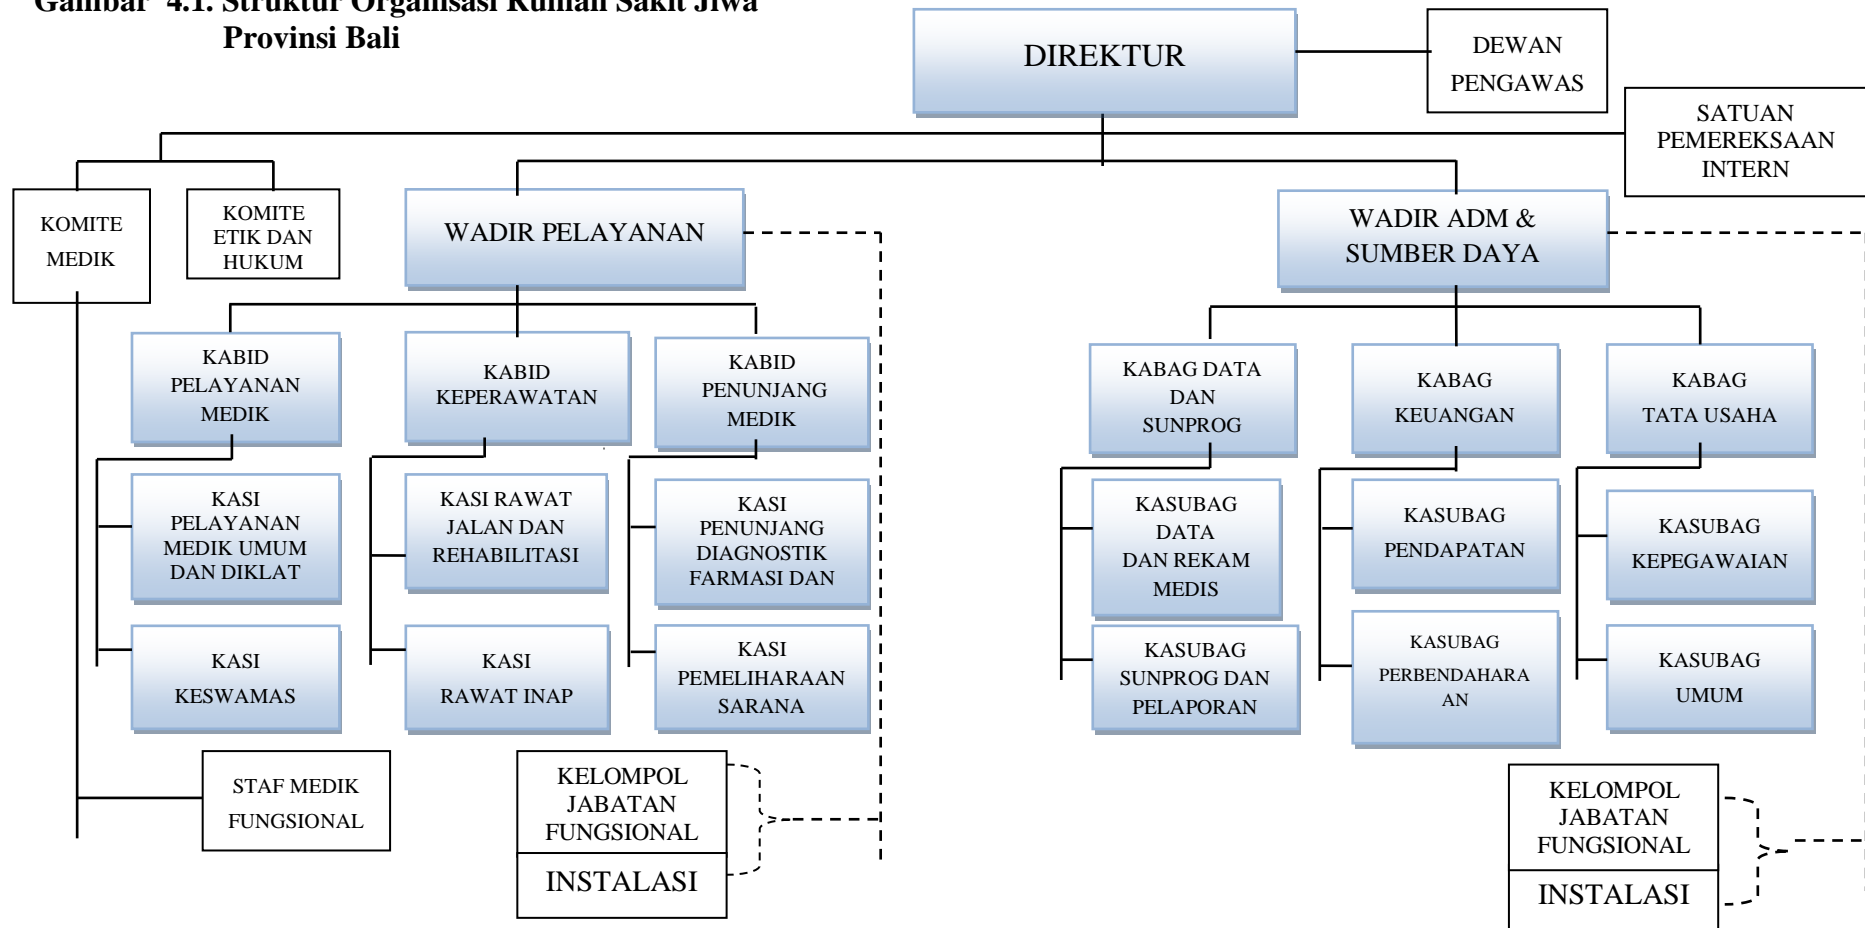 Gambar 4.1. Struktur Organisasi Rumah Sakit Jiwa
Provinsi Bali
DIREKTUR
DEWAN
PENGAWAS
SATUAN
PEMEREKSAAN
INTERN
KOMITE
MEDIK
KOMITE
ETIK DAN
HUKUM
WADIR PELAYANAN
WADIR ADM &
SUMBER DAYA
KABID
PELAYANAN
MEDIK
KABID
KEPERAWATAN
KABID
PENUNJANG
MEDIK
KABAG DATA
DAN
SUNPROG
KABAG
KEUANGAN
KABAG
TATA USAHA
KASI
PELAYANAN
MEDIK UMUM
DAN DIKLAT
KASI RAWAT
JALAN DAN
REHABILITASI
KASI
PENUNJANG
DIAGNOSTIK
FARMASI DAN
KASUBAG
DATA
DAN REKAM
MEDIS
KASUBAG
PENDAPATAN
KASUBAG
KEPEGAWAIAN
KASI
KESWAMAS
KASI
RAWAT INAP
KASI
PEMELIHARAAN
SARANA
KASUBAG
SUNPROG DAN
PELAPORAN
KASUBAG
PERBENDAHARA
AN
KASUBAG
UMUM
STAF MEDIK
FUNGSIONAL
KELOMPOL
JABATAN
FUNGSIONAL
INSTALASI
KELOMPOL
JABATAN
FUNGSIONAL
INSTALASI